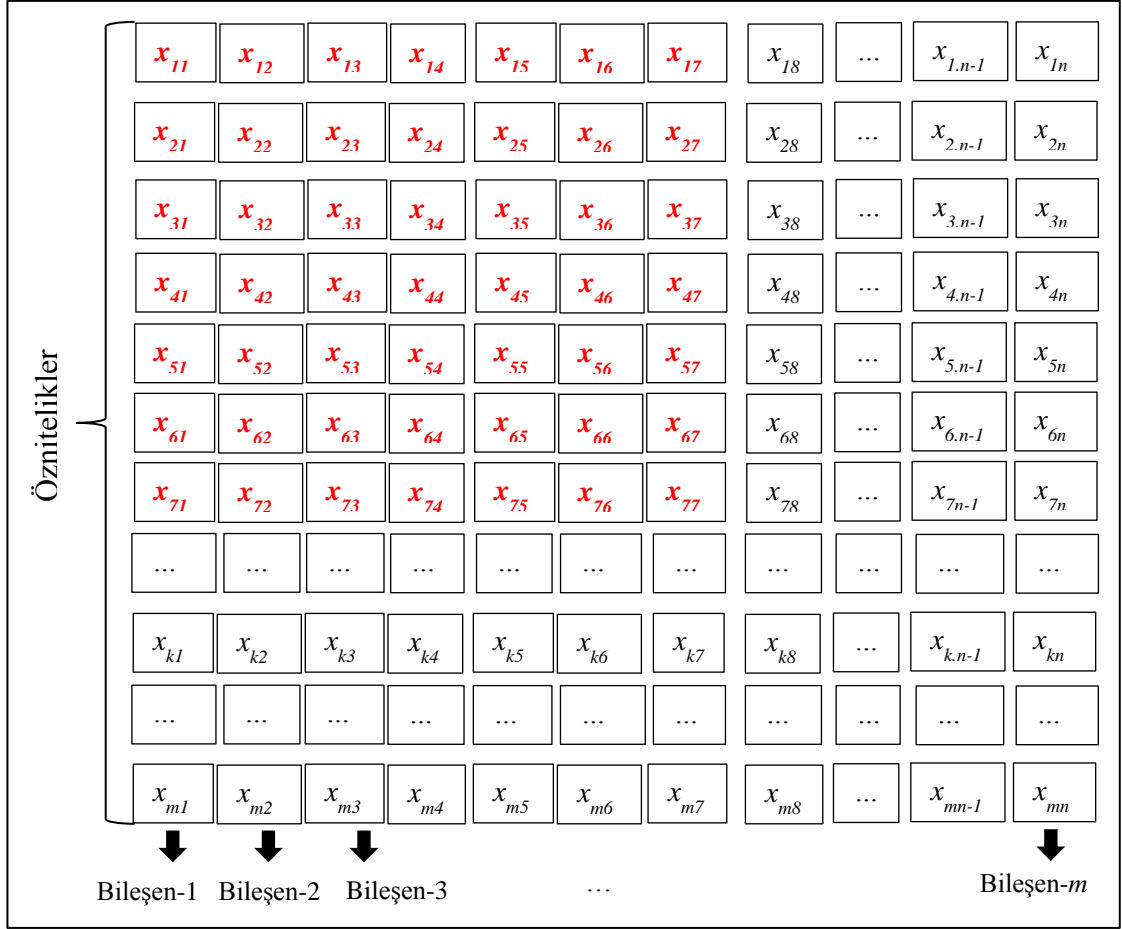 x11 x12 x13 x14 x15 x16 x17 x18 ... x1.n-1 x1n
x21 x22 x23 x24 x25 x26 x27 x28 ... x2.n-1 x2n
x31 x32 x33 x34 x35 x36 x37 x38 ... x3.n-1 x3n
x41 x42 x43 x44 x45 x46 x47 x48 ... x4.n-1 x4n
Öznitelikler
x51 x52 x53 x54 x55 x56 x57 x58 ... x5.n-1 x5n
x61 x62 x63 x64 x65 x66 x67 x68 ... x6.n-1 x6n
x71 x72 x73 x74 x75 x76 x77 x78 ... x7n-1 x7n
... ... ... ... ... ... ... ... ... ... ...
xk1 xk2 xk3 xk4 xk5 xk6 xk7 xk8 ... xk.n-1 xkn
... ... ... ... ... ... ... ... ... ... ...
xm1 xm2 xm3 xm4 xm5 xm6 xm7 xm8 ... xmn-1 xmn
Bileşen-1 Bileşen-2 Bileşen-3 ... Bileşen-m